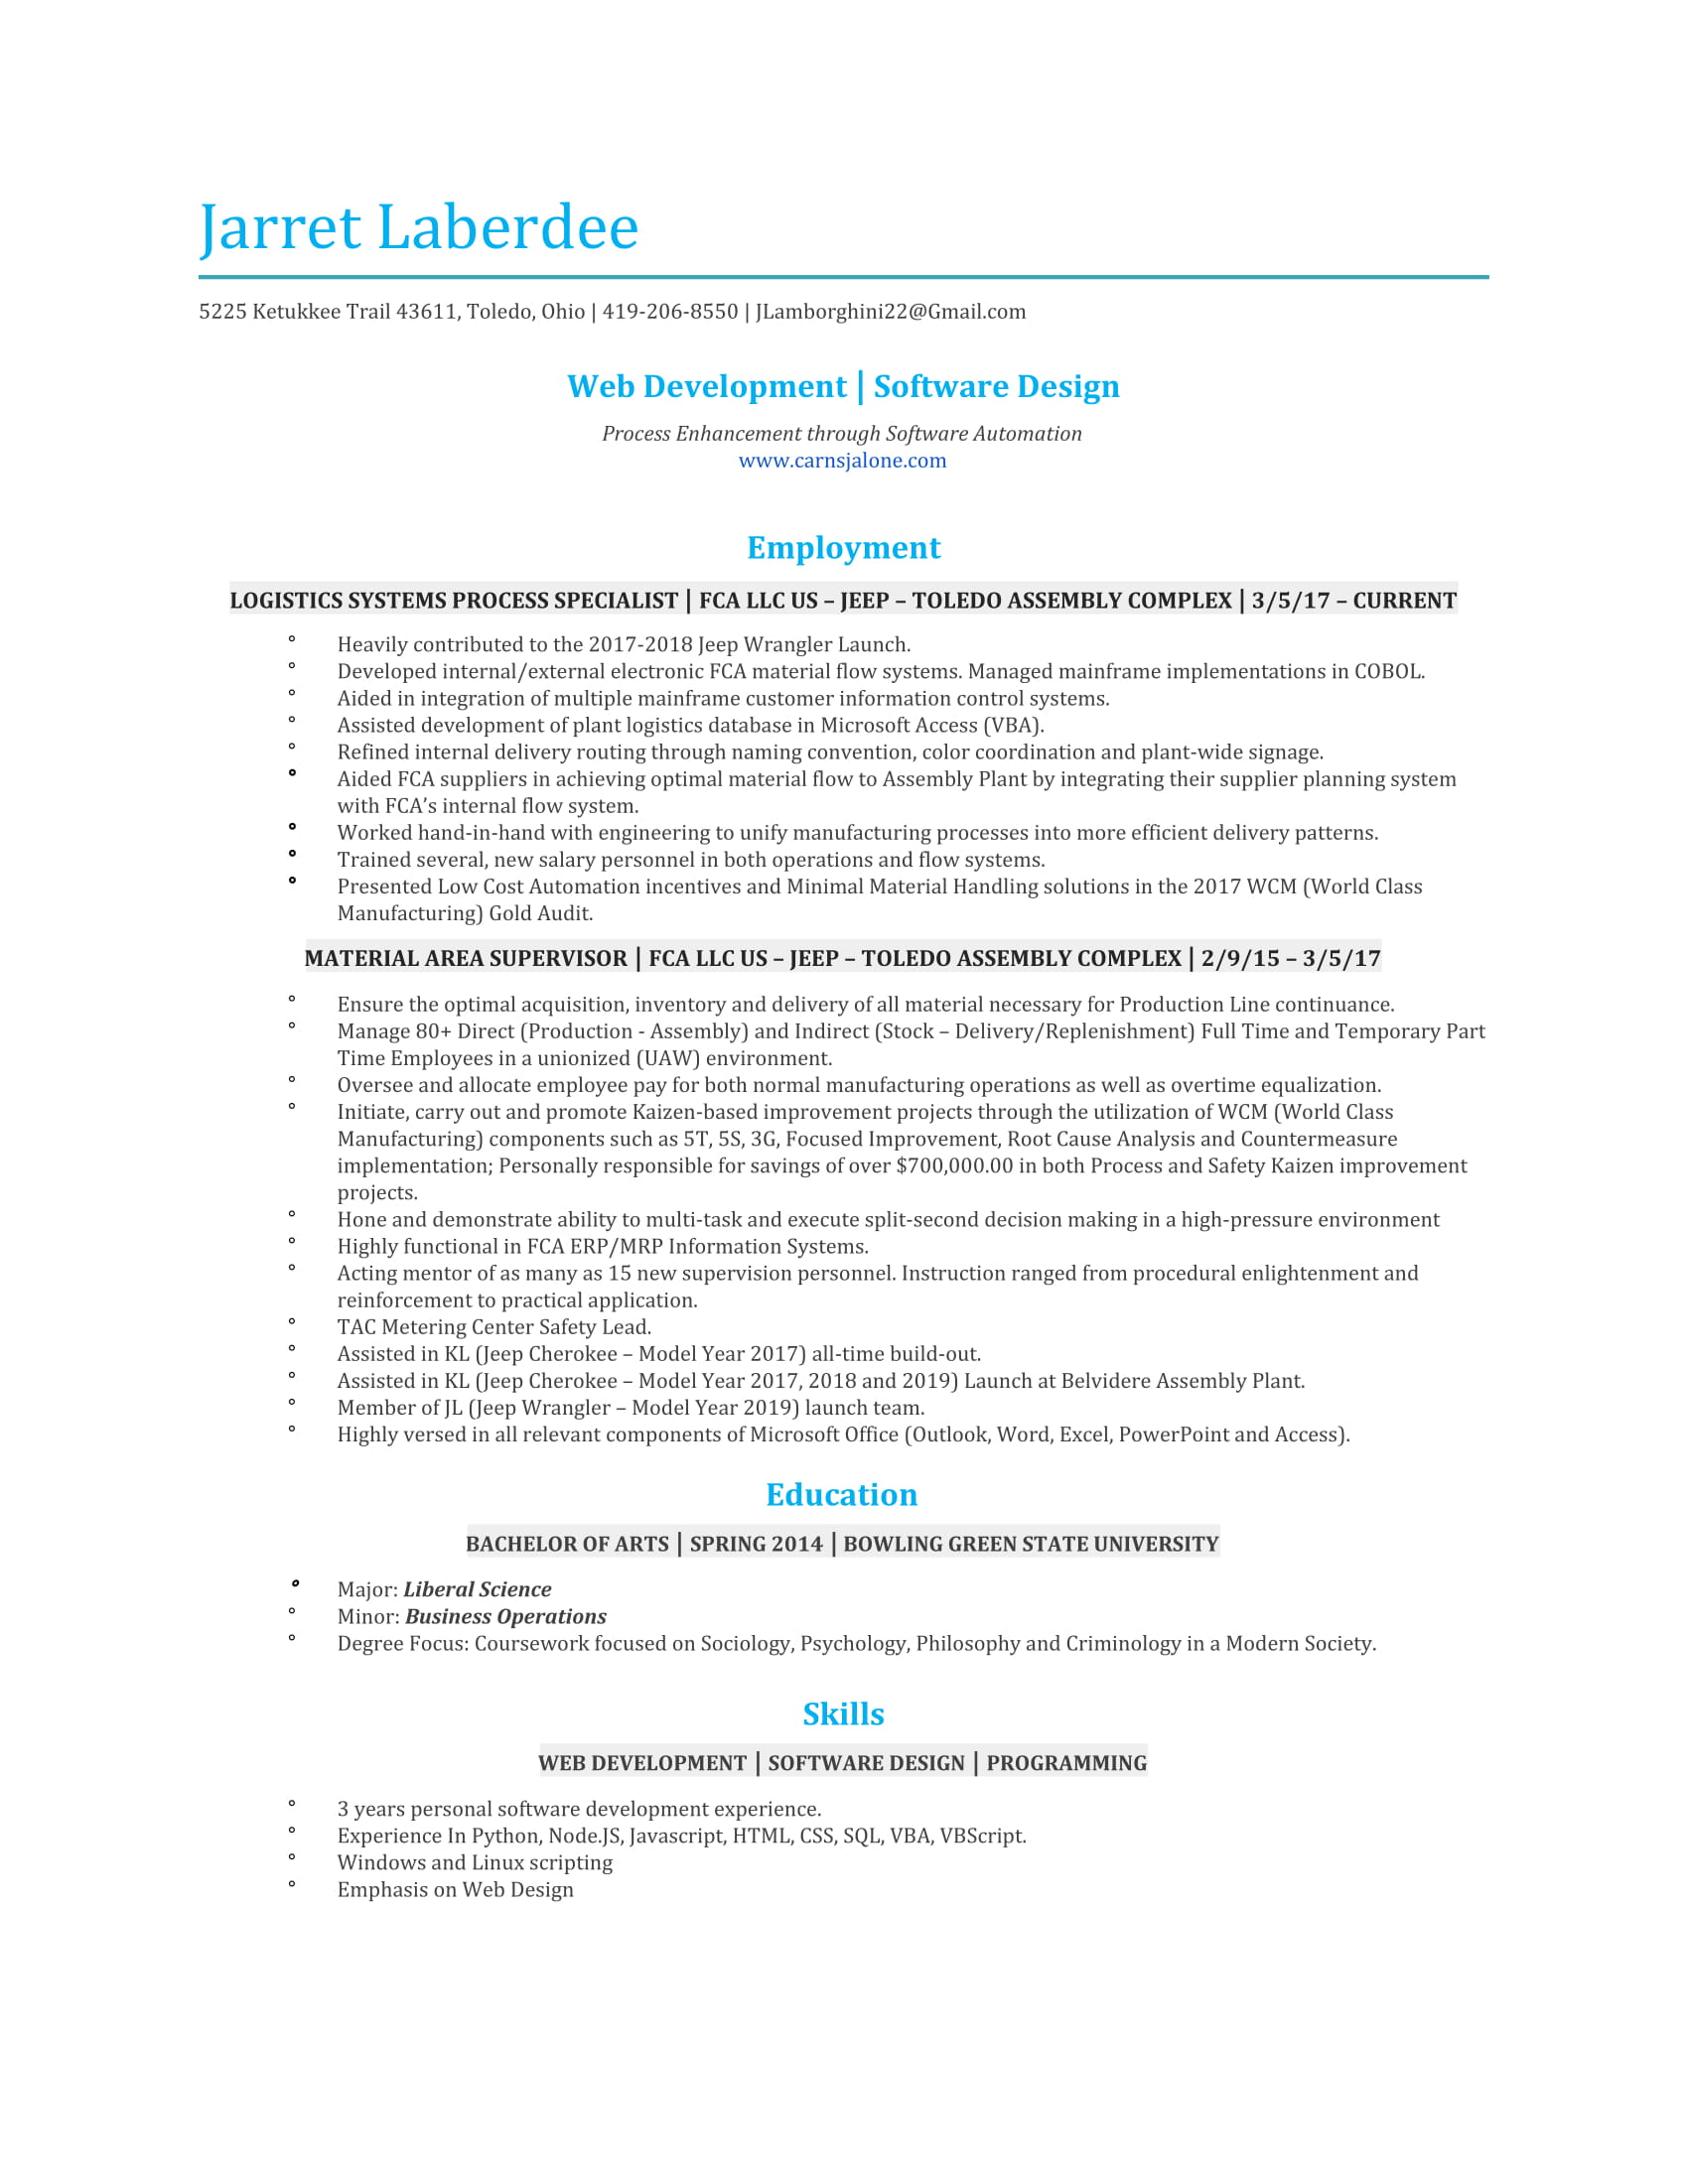 Jarret Laberdee
5225 Ketukkee Trail 43611, Toledo, Ohio | 419-206-8550 | JLamborghini22@Gmail.com
Web Development | Software Design
Process Enhancement through Software Automation
www.carnsjalone.com
Employment
LOGISTICS SYSTEMS PROCESS SPECIALIST | FCA LLC US – JEEP – TOLEDO ASSEMBLY COMPLEX | 3/5/17 – CURRENT
° Heavily contributed to the 2017-2018 Jeep Wrangler Launch.
° Developed internal/external electronic FCA material flow systems. Managed mainframe implementations in COBOL.
° Aided in integration of multiple mainframe customer information control systems.
° Assisted development of plant logistics database in Microsoft Access (VBA).
° Refined internal delivery routing through naming convention, color coordination and plant-wide signage.
° Aided FCA suppliers in achieving optimal material flow to Assembly Plant by integrating their supplier planning system
with FCA’s internal flow system.
° Worked hand-in-hand with engineering to unify manufacturing processes into more efficient delivery patterns.
° Trained several, new salary personnel in both operations and flow systems.
° Presented Low Cost Automation incentives and Minimal Material Handling solutions in the 2017 WCM (World Class
Manufacturing) Gold Audit.
MATERIAL AREA SUPERVISOR | FCA LLC US – JEEP – TOLEDO ASSEMBLY COMPLEX | 2/9/15 – 3/5/17
° Ensure the optimal acquisition, inventory and delivery of all material necessary for Production Line continuance.
° Manage 80+ Direct (Production - Assembly) and Indirect (Stock – Delivery/Replenishment) Full Time and Temporary Part
Time Employees in a unionized (UAW) environment.
° Oversee and allocate employee pay for both normal manufacturing operations as well as overtime equalization.
° Initiate, carry out and promote Kaizen-based improvement projects through the utilization of WCM (World Class
Manufacturing) components such as 5T, 5S, 3G, Focused Improvement, Root Cause Analysis and Countermeasure
implementation; Personally responsible for savings of over $700,000.00 in both Process and Safety Kaizen improvement
projects.
° Hone and demonstrate ability to multi-task and execute split-second decision making in a high-pressure environment
° Highly functional in FCA ERP/MRP Information Systems.
° Acting mentor of as many as 15 new supervision personnel. Instruction ranged from procedural enlightenment and
reinforcement to practical application.
° TAC Metering Center Safety Lead.
° Assisted in KL (Jeep Cherokee – Model Year 2017) all-time build-out.
° Assisted in KL (Jeep Cherokee – Model Year 2017, 2018 and 2019) Launch at Belvidere Assembly Plant.
° Member of JL (Jeep Wrangler – Model Year 2019) launch team.
° Highly versed in all relevant components of Microsoft Office (Outlook, Word, Excel, PowerPoint and Access).
Education
BACHELOR OF ARTS | SPRING 2014 | BOWLING GREEN STATE UNIVERSITY
° Major: Liberal Science
° Minor: Business Operations
° Degree Focus: Coursework focused on Sociology, Psychology, Philosophy and Criminology in a Modern Society.
Skills
WEB DEVELOPMENT | SOFTWARE DESIGN | PROGRAMMING
° 3 years personal software development experience.
° Experience In Python, Node.JS, Javascript, HTML, CSS, SQL, VBA, VBScript.
° Windows and Linux scripting
° Emphasis on Web Design